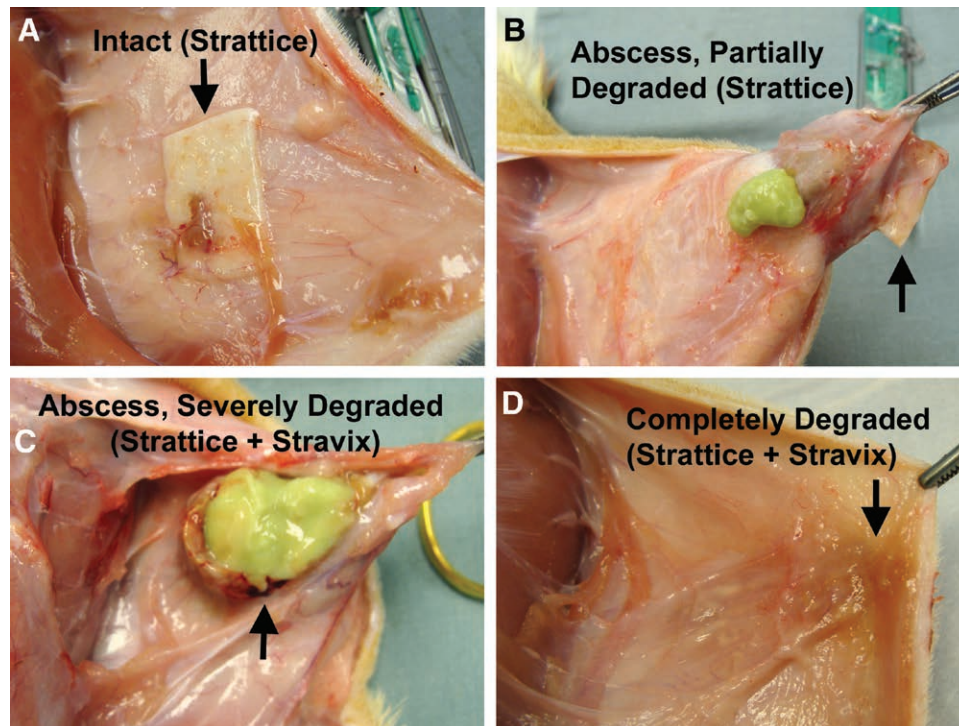 A
Intact (Strattice)
B
Abscess, Partially
Degraded (Strattice)
C
Abscess, Severely Degraded
(Strattice + Stravix)
D
Completely Degraded
(Strattice + Stravix)